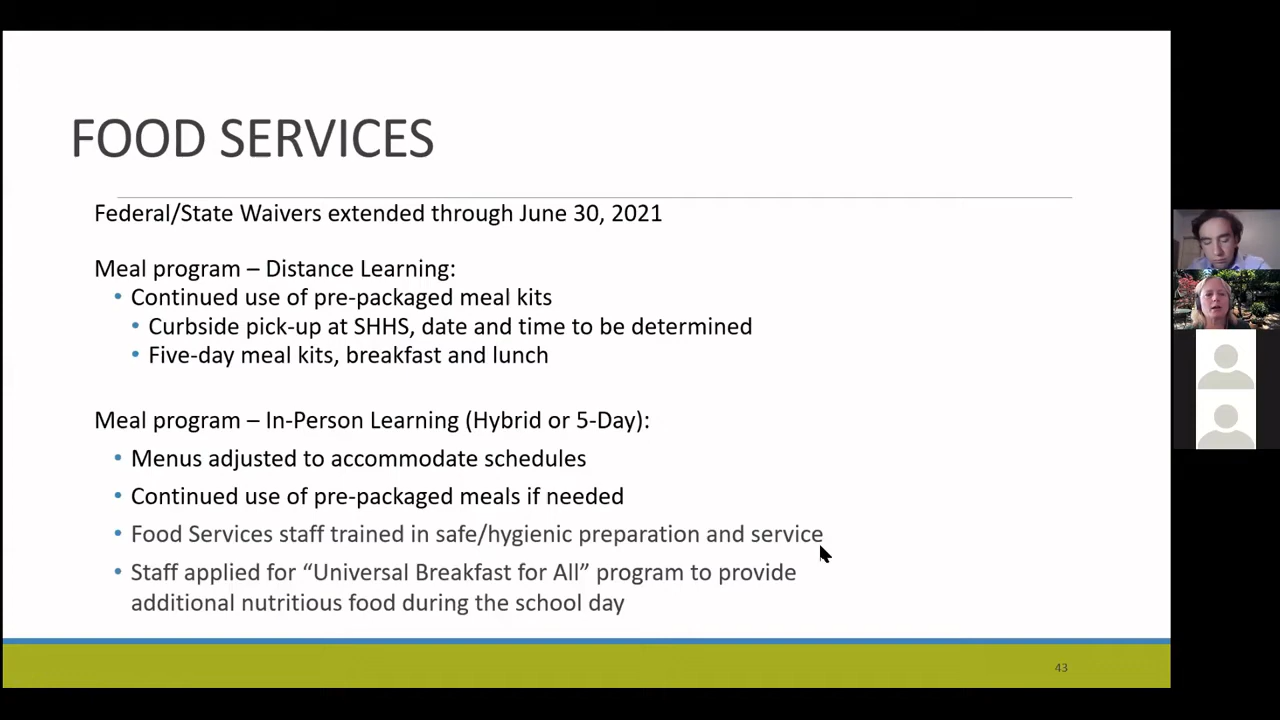 FOOD SERVICES
Federal/State Waivers extended through June 30, 2021
Meal program – Distance Learning:
• Continued use of pre-packaged meal kits
• Curbside pick-up at SHHS, date and time to be determined
• Five-day meal kits, breakfast and lunch
Meal program – In-Person Learning (Hybrid or 5-Day):
• Menus adjusted to accommodate schedules
• Continued use of pre-packaged meals if needed
• Food Services staff trained in safe/hygienic preparation and service
• Staff applied for “Universal Breakfast for All” program to provide
additional nutritious food during the school day
43